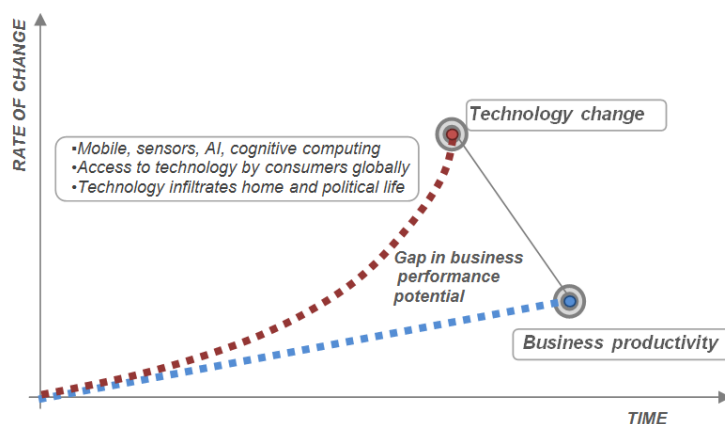 RATE OF CHANGE
Technology change
•Mobile, sensors, AI, cognitive computing
•Access to technology by consumers globally
•Technology infiltrates home and political life
Gap in business
performance
potential
Business productivity
TIME